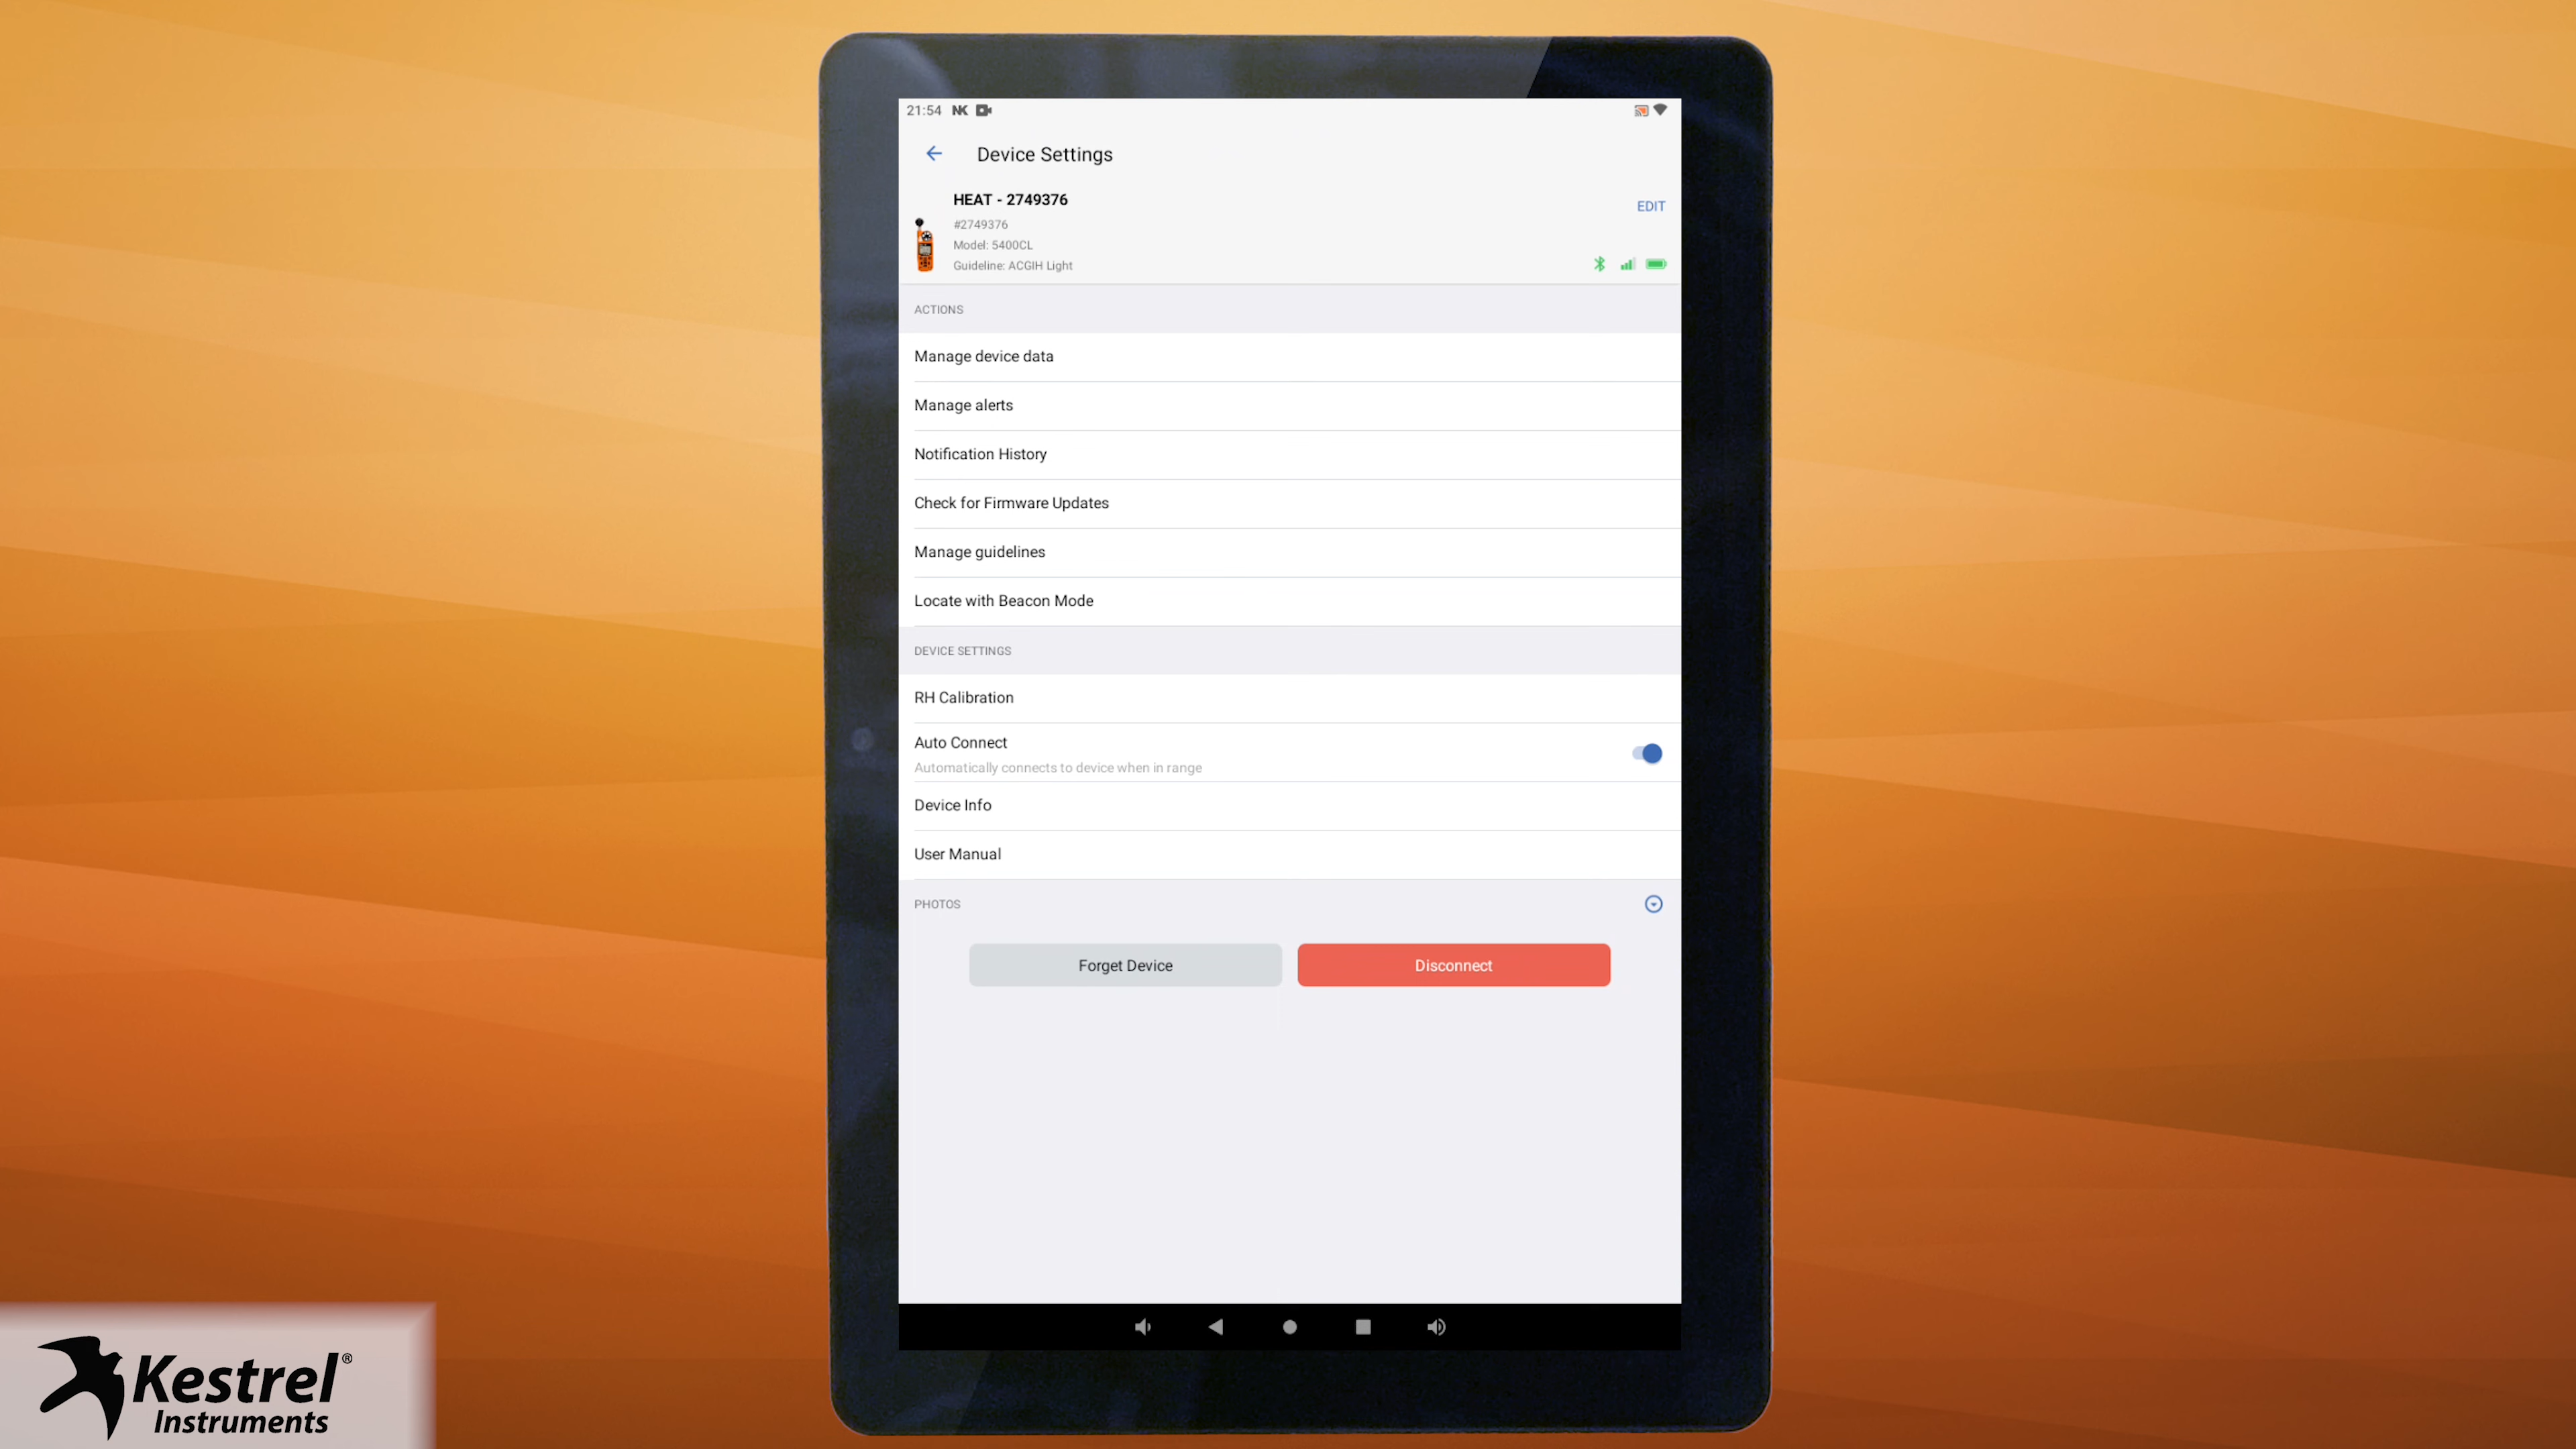 21:54 NK
Device Settings
HEAT - 2749376
EDIT
#2749376
Model: 5400CL
Guideline: ACGIH Light
ACTIONS
Manage device data
Manage alerts
Notification History
Check for Firmware Updates
Manage guidelines
Locate with Beacon Mode
DEVICE SETTINGS
RH Calibration
Auto Connect
Automatically connects to device when in range
Device Info
User Manual
PHOTOS
Forget Device
Disconnect
Kestrel®
Instruments